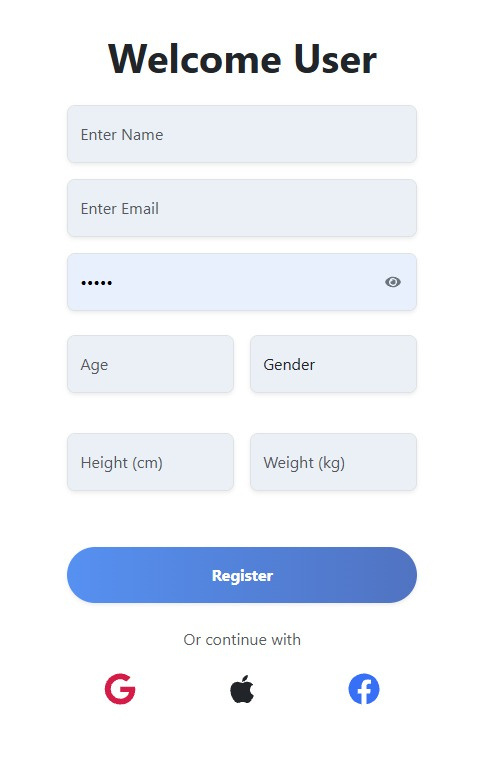 Welcome User
Enter Name
Enter Email
•••••
Age
Gender
Height (cm)
Weight (kg)
Register
Or continue with